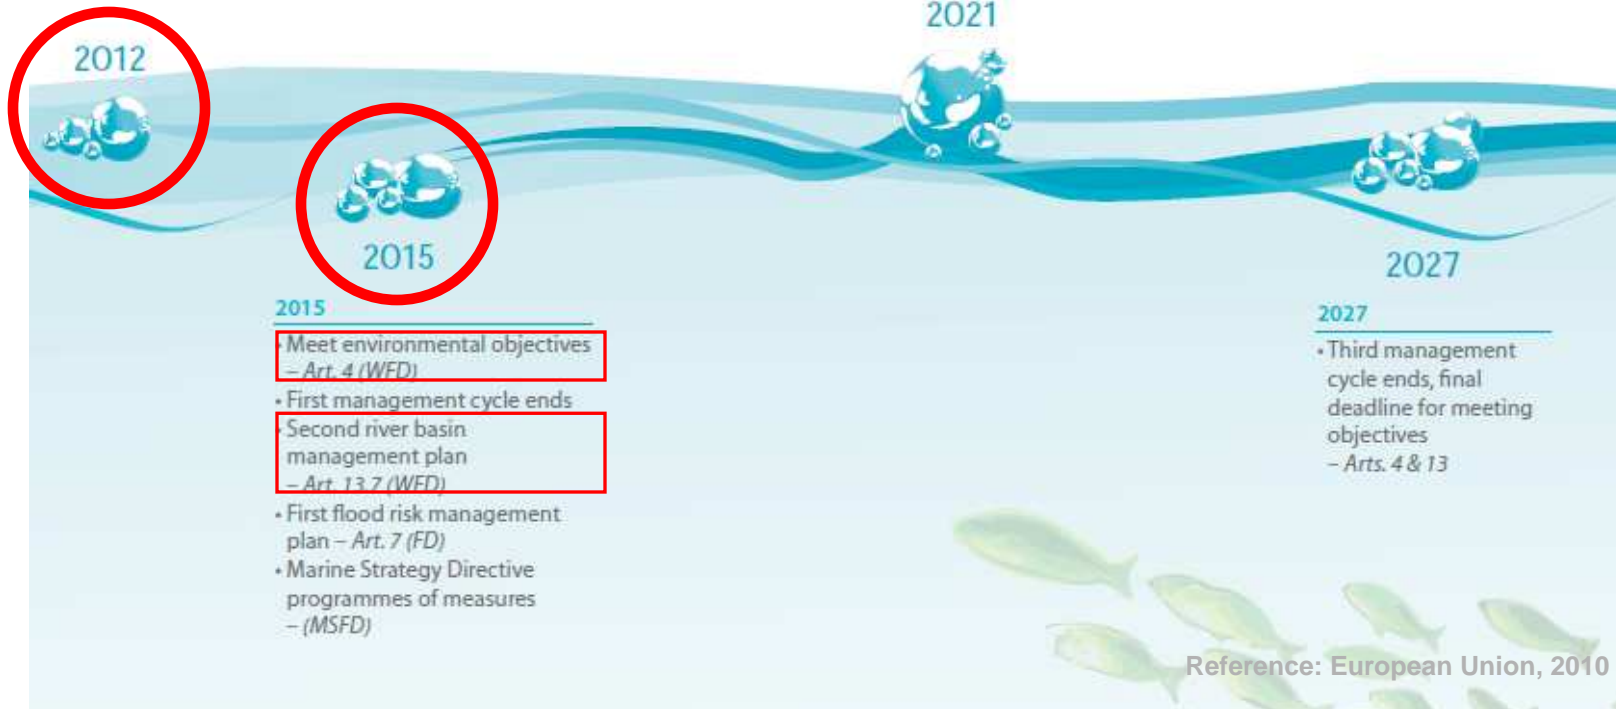 2012
2021
2015
2027
2015
• Meet environmental objectives
– Art. 4 (WFD)
• First management cycle ends
• Second river basin
management plan
– Art. 13.7 (WFD)
• First flood risk management
plan – Art. 7 (FD)
• Marine Strategy Directive
programmes of measures
– (MSFD)
2027
• Third management
cycle ends, final
deadline for meeting
objectives
– Arts. 4 & 13
Reference: European Union, 2010